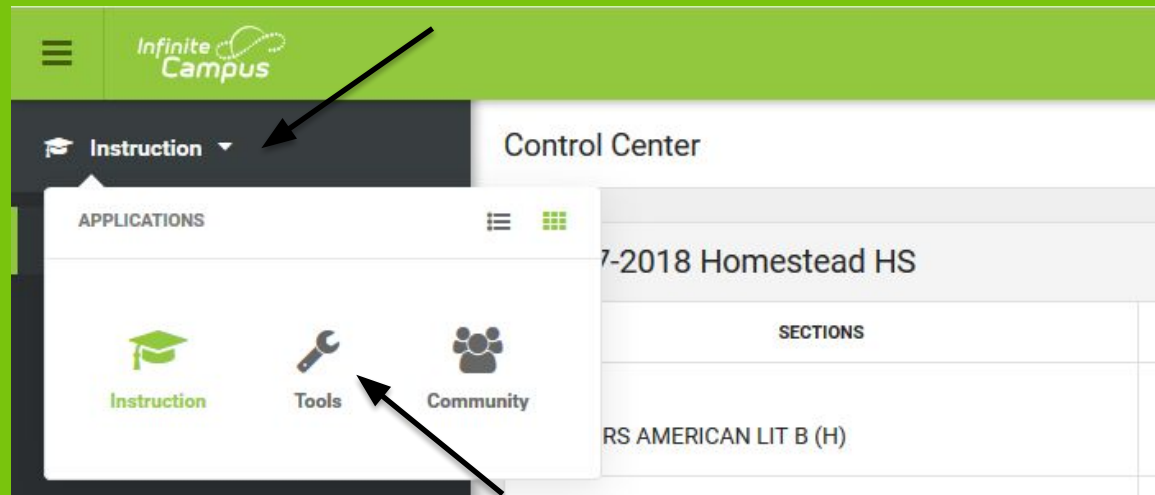 Infinite
Campus
Instruction
Control Center
APPLICATIONS
7-2018 Homestead HS
SECTIONS
Instruction
Tools
Community
RS AMERICAN LIT B (H)